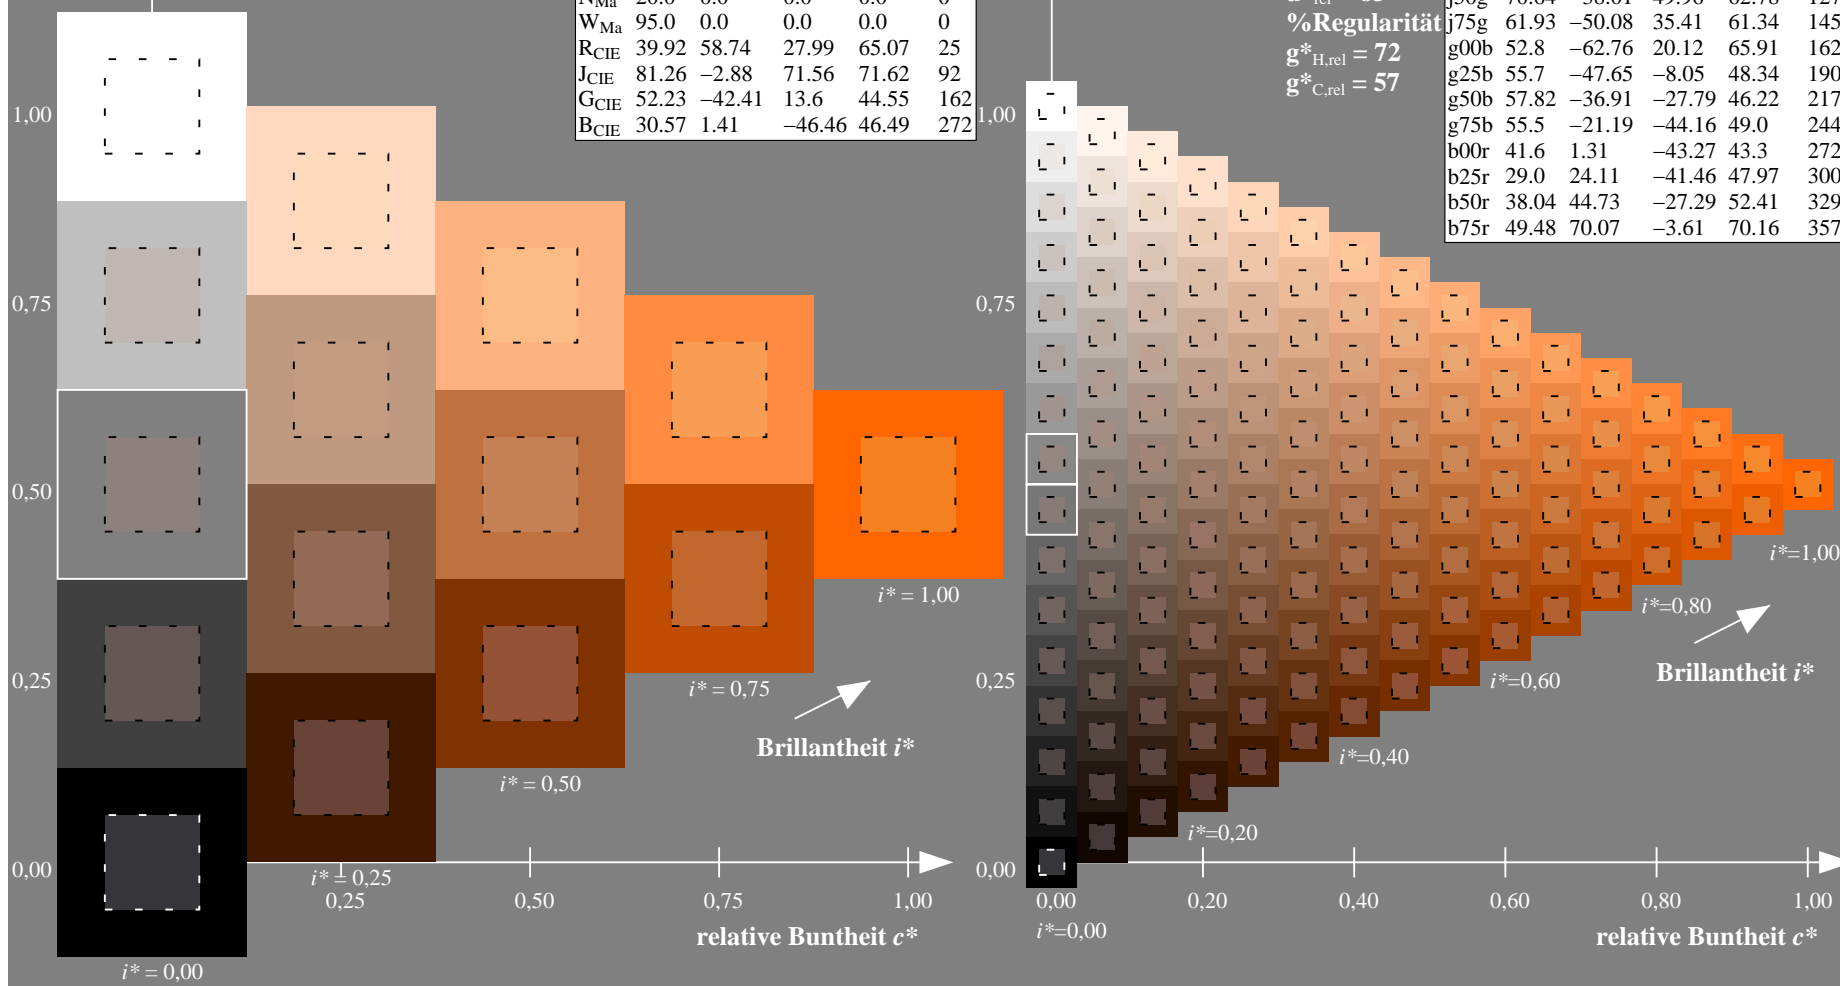 W_Ma 95.0 0.0 0.0 0.0 0
R_CIE 39.92 58.74 27.99 65.07 25
J_CIE 81.26 −2.88 71.56 71.62 92
G_CIE 52.23 −42.41 13.6 44.55 162
B_CIE 30.57 1.41 −46.46 46.49 272
%Regularität
g*_H,rel = 72
g*_C,rel = 57
j75g 61.93 −50.08 35.41 61.34 145
g00b 52.8 −62.76 20.12 65.91 162
g25b 55.7 −47.65 −8.05 48.34 190
g50b 57.82 −36.91 −27.79 46.22 217
g75b 55.5 −21.19 −44.16 49.0 244
b00r 41.6 1.31 −43.27 43.3 272
b25r 29.0 24.11 −41.46 47.97 300
b50r 38.04 44.73 −27.29 52.41 329
b75r 49.48 70.07 −3.61 70.16 357
1,00
0,75
0,50
0,25
0,00
i* = 1,00
i* = 0,75
Brillantheit i*
i* = 0,50
i* = 0,25
0,25 0,50 0,75 1,00
relative Buntheit c*
i* = 0,00
1,00
0,75
0,25
0,00
i*=1,00
i*=0,80
i*=0,60
Brillantheit i*
i*=0,40
i*=0,20
0,00 0,20 0,40 0,60 0,80 1,00
i*=0,00
relative Buntheit c*